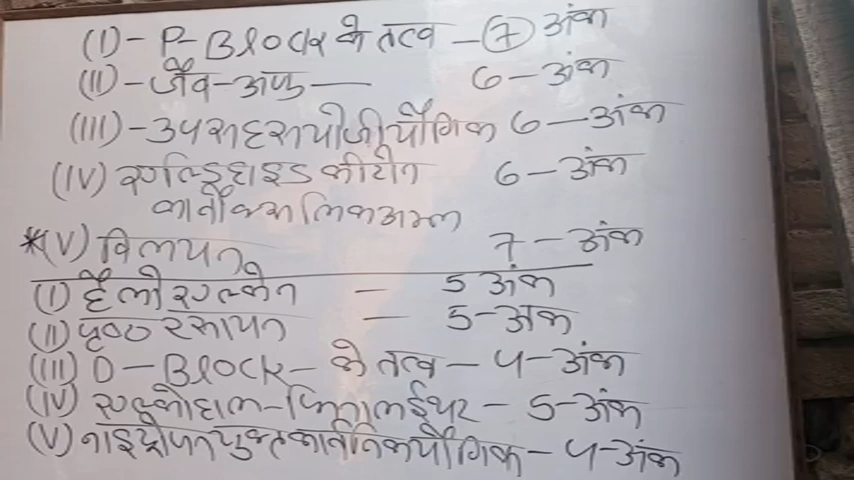 (I) - P-Block के तत्व - 7 अंक
(II) - जैव-अणु — 6 - अंक
(III) - उपसहसंयोजी यौगिक 6 - अंक
(IV) एल्डिहाइड कीटोन 6 - अंक
कार्बोक्सलिक अम्ल
*(V) विलयन 7 - अंक
(I) हैलोएल्केन - 5 अंक
(II) पृष्ठ रसायन - 5 - अंक
(III) D - Block - के तत्व - 4 - अंक
(IV) एल्कोहाल - फिनाल ईथर - 5 - अंक
(V) नाइट्रोजनयुक्त कार्बनिक यौगिक - 4 - अंक